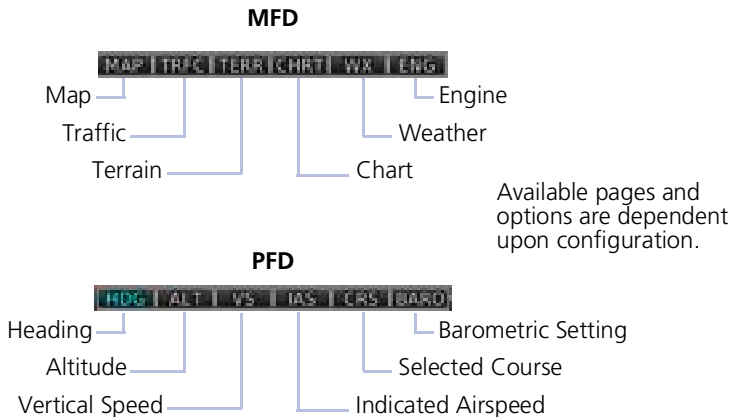 MFD
MAP TRFC TERR CHRT WX ENG
Map
Engine
Traffic
Weather
Terrain
Chart
Available pages and
options are dependent
upon configuration.
PFD
HDG ALT VS IAS CRS BARO
Heading
Barometric Setting
Altitude
Selected Course
Vertical Speed
Indicated Airspeed